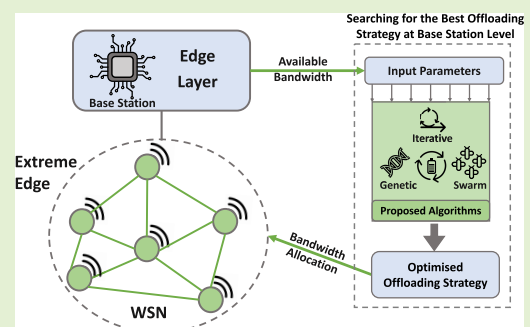 Searching for the Best Offloading
Strategy at Base Station Level
Edge
Layer
Base Station
Available
Bandwidth
Input Parameters
Iterative
Genetic
Swarm
Proposed Algorithms
Extreme
Edge
Bandwidth
Allocation
Optimised
Offloading Strategy
WSN